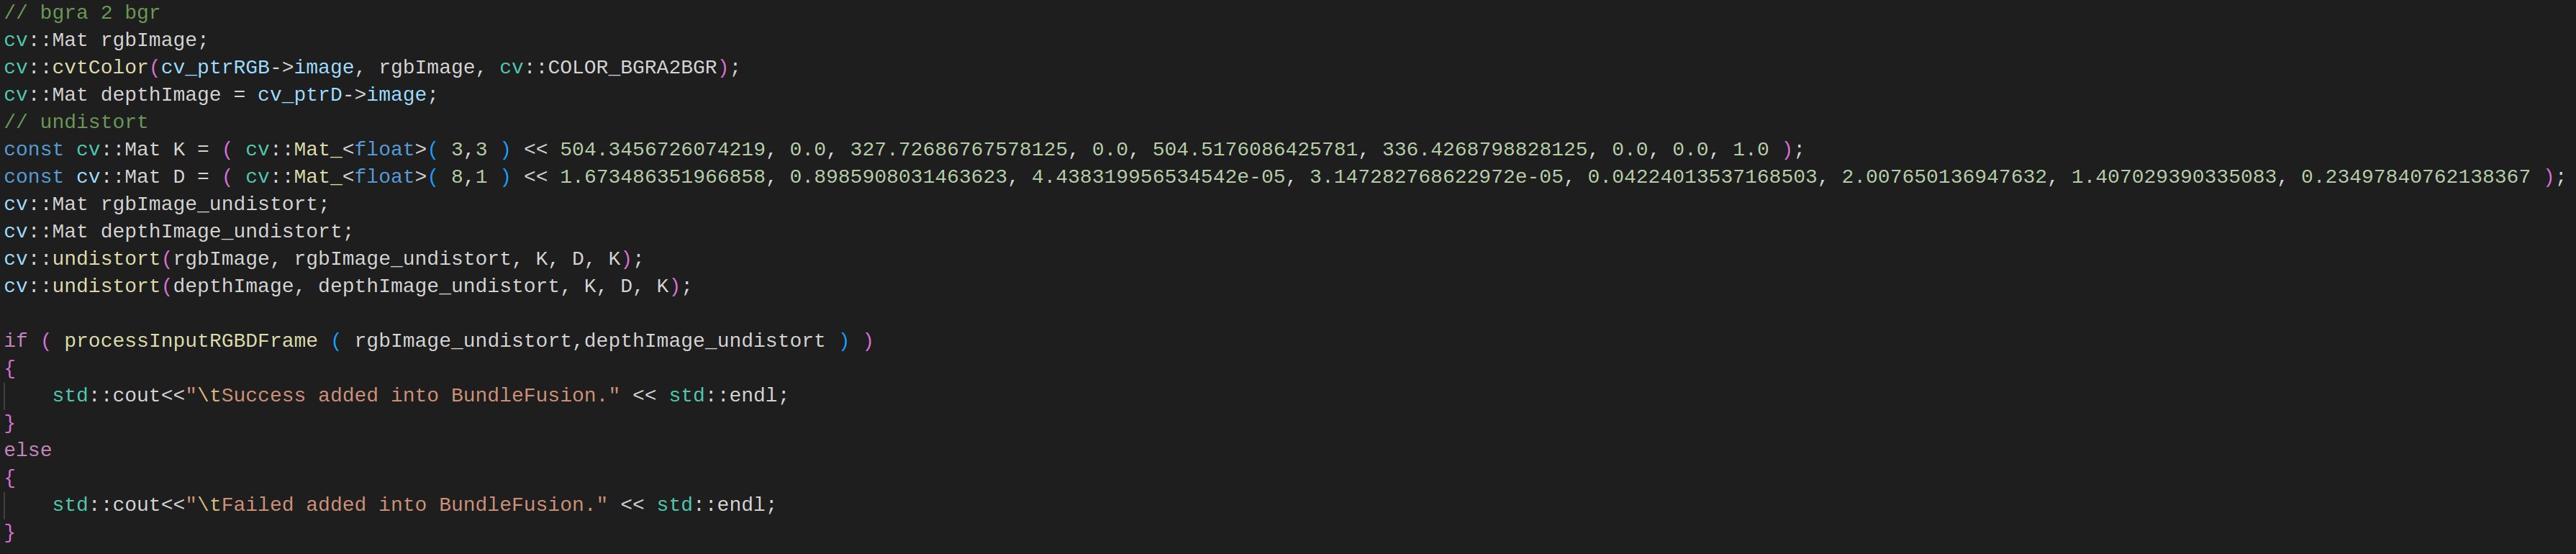 // bgra 2 bgr
cv::Mat rgbImage;
cv::cvtColor(cv_ptrRGB->image, rgbImage, cv::COLOR_BGRA2BGR);
cv::Mat depthImage = cv_ptrD->image;
// undistort
const cv::Mat K = ( cv::Mat_<float>( 3,3 ) << 504.3456726074219, 0.0, 327.72686767578125, 0.0, 504.5176086425781, 336.4268798828125, 0.0, 0.0, 1.0 );
const cv::Mat D = ( cv::Mat_<float>( 8,1 ) << 1.673486351966858, 0.8985908031463623, 4.438319956534542e-05, 3.147282768622972e-05, 0.04224013537168503, 2.007650136947632, 1.407029390335083, 0.23497840762138367 );
cv::Mat rgbImage_undistort;
cv::Mat depthImage_undistort;
cv::undistort(rgbImage, rgbImage_undistort, K, D, K);
cv::undistort(depthImage, depthImage_undistort, K, D, K);
if ( processInputRGBDFrame ( rgbImage_undistort,depthImage_undistort ) )
{
    std::cout<<"\tSuccess added into BundleFusion." << std::endl;
}
else
{
    std::cout<<"\tFailed added into BundleFusion." << std::endl;
}